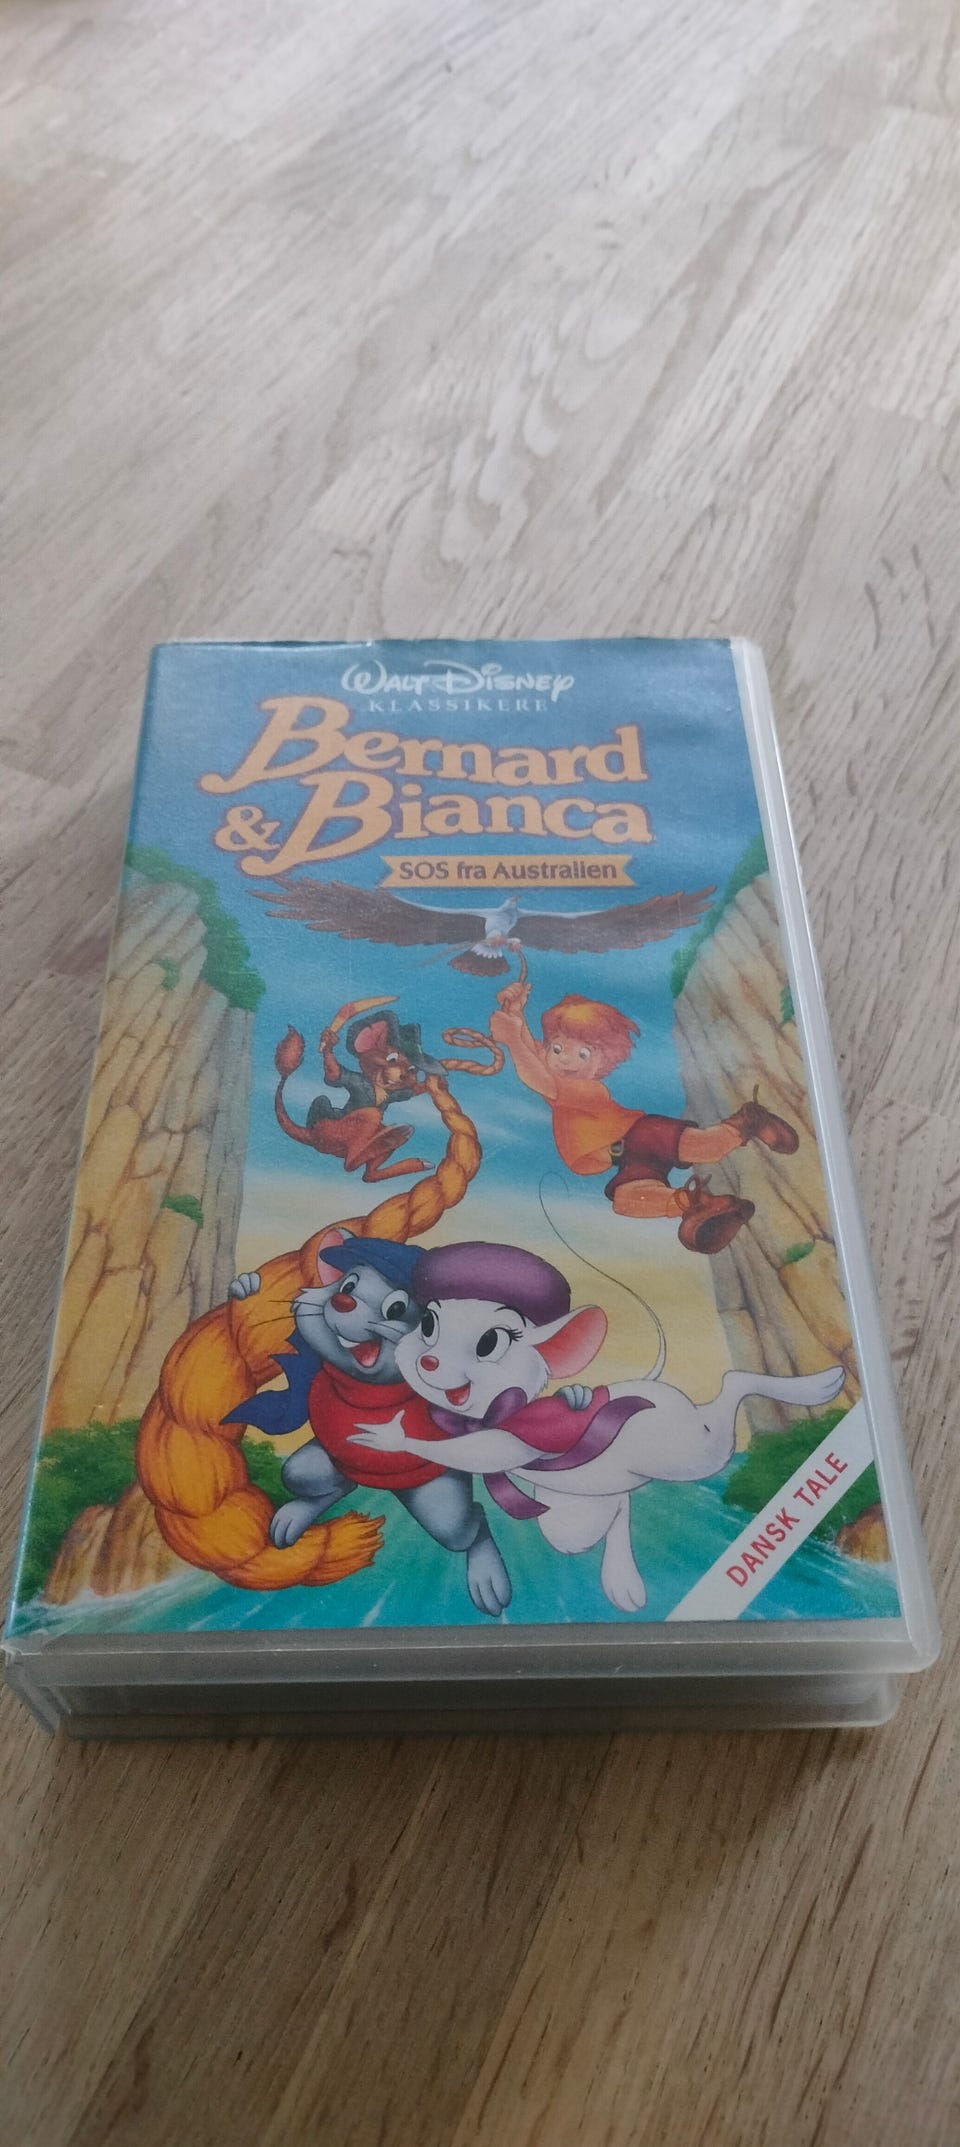 WALT DISNEY
KLASSIKERE
Bernard
& Bianca
SOS fra Australien
DANSK TALE